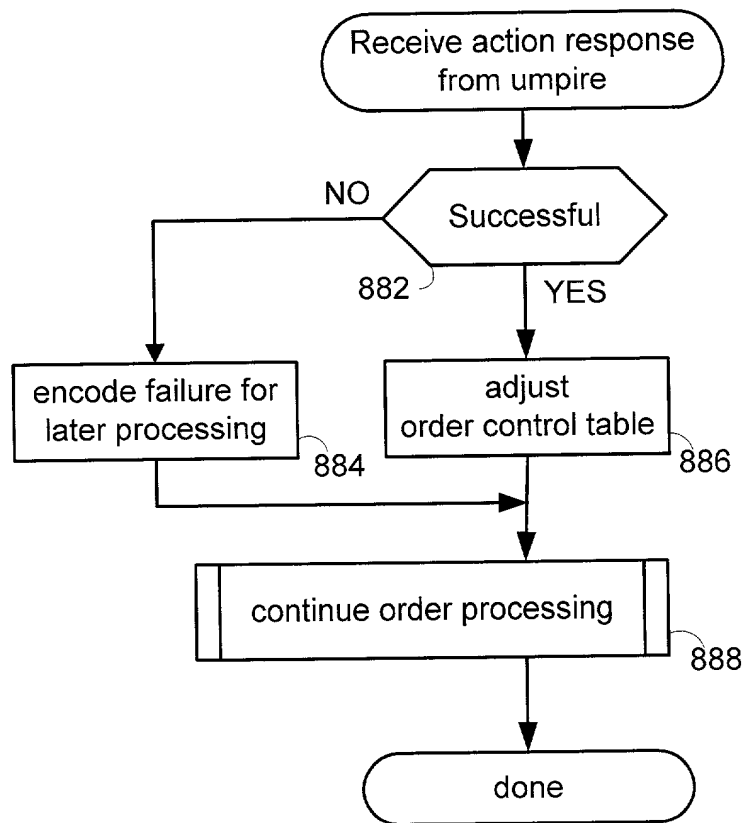 Receive action response
from umpire
NO
Successful
882
YES
encode failure for
later processing
884
adjust
order control table
886
continue order processing
888
done